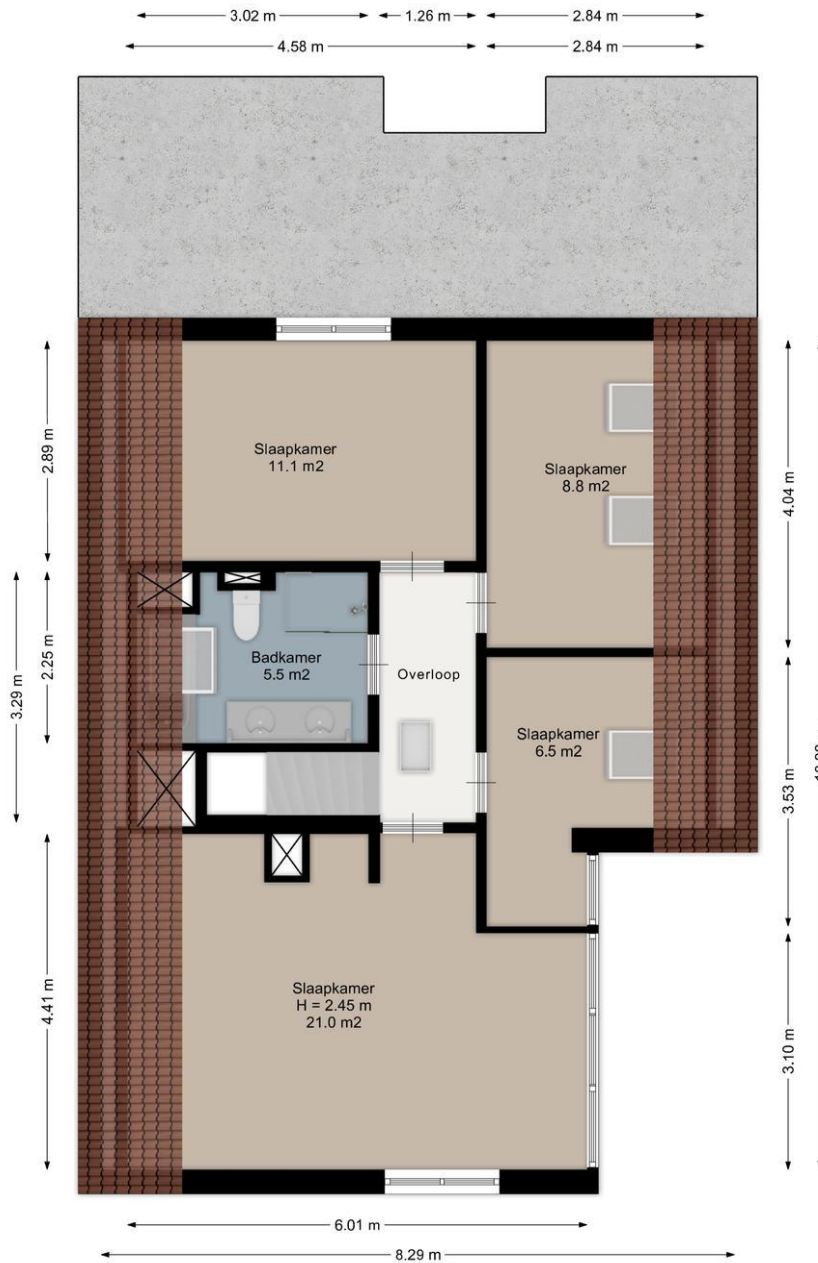 3.02 m
1.26 m
2.84 m
4.58 m
2.84 m
2.89 m
Slaapkamer
11.1 m2
Slaapkamer
8.8 m2
4.04 m
3.29 m
2.25 m
Badkamer
5.5 m2
Overloop
Slaapkamer
6.5 m2
3.53 m
4.41 m
Slaapkamer
H = 2.45 m
21.0 m2
3.10 m
6.01 m
8.29 m